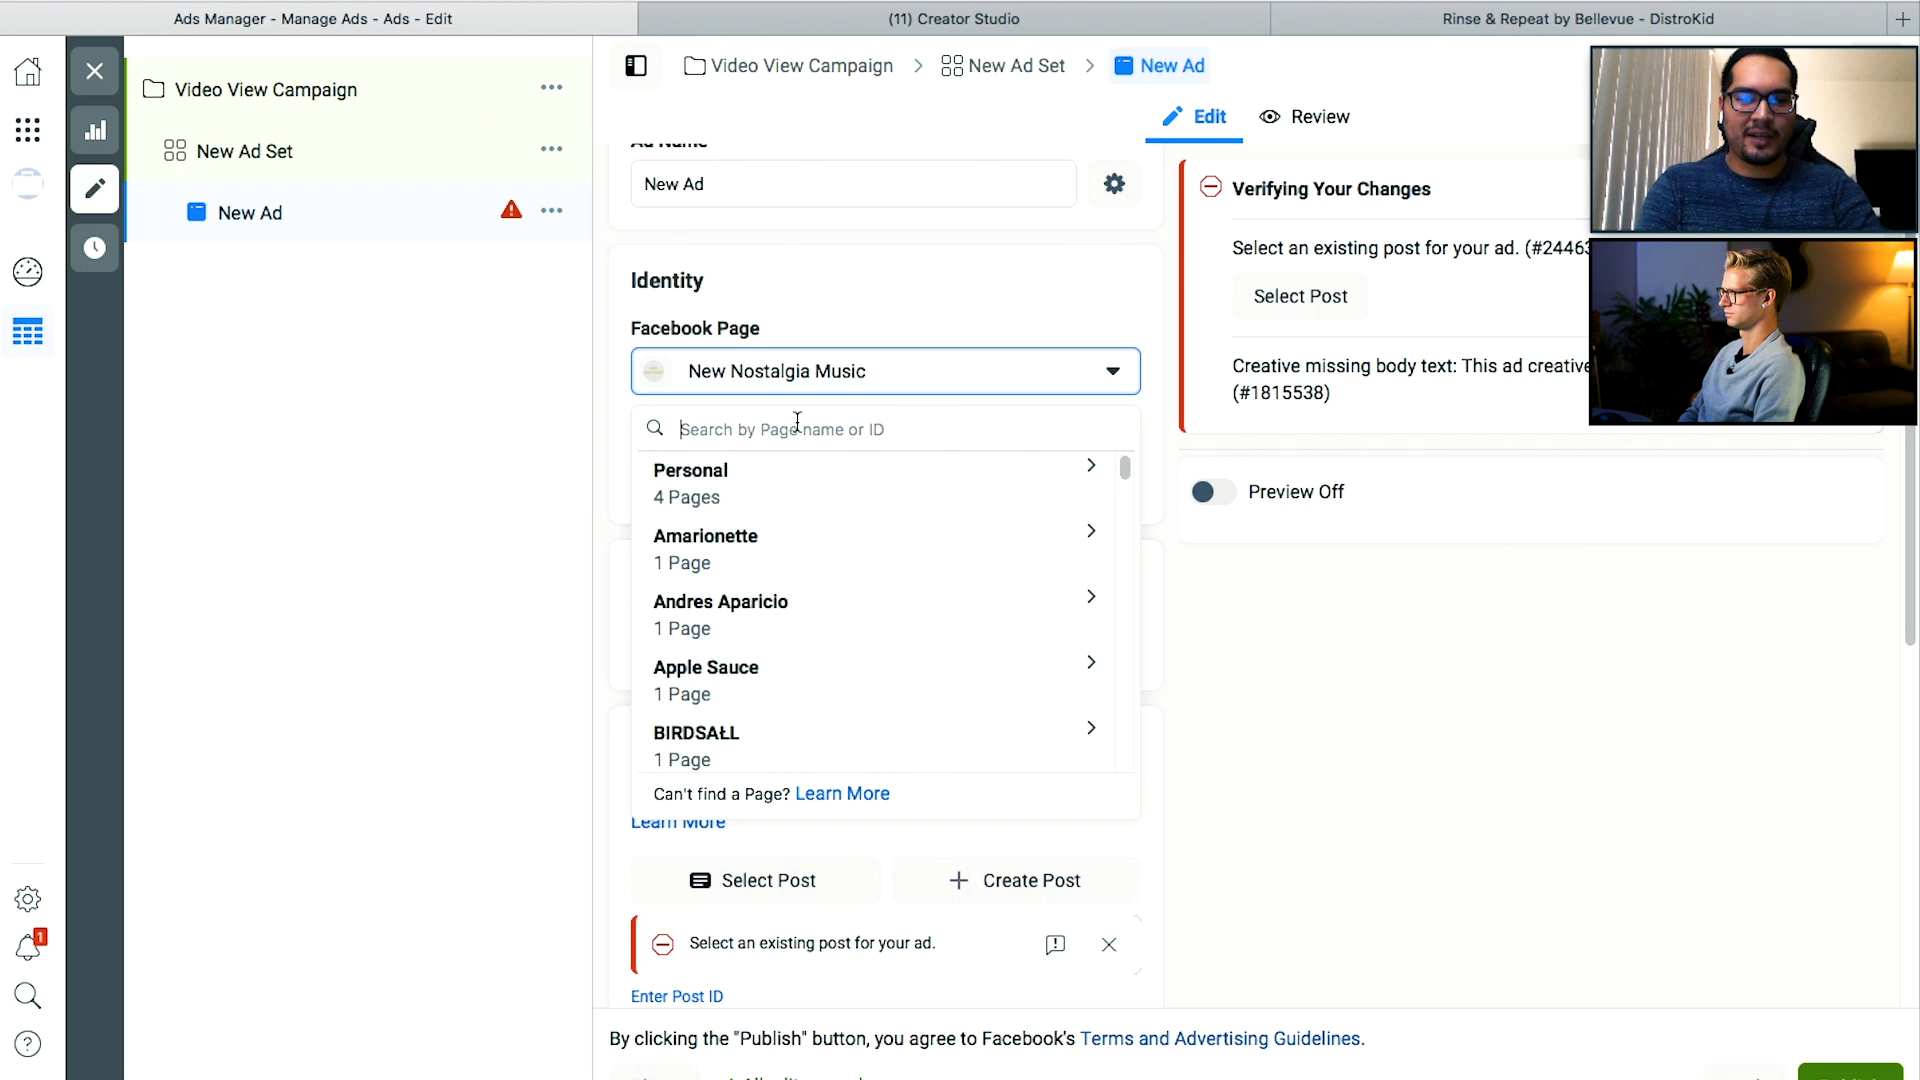 Ads Manager - Manage Ads - Ads - Edit
(11) Creator Studio
Rinse & Repeat by Bellevue - DistroKid
Video View Campaign
New Ad Set
New Ad
Video View Campaign
New Ad Set
New Ad
Edit
Review
Ad Name
New Ad
Identity
Facebook Page
New Nostalgia Music
Search by Page name or ID
Personal
4 Pages
Amarionette
1 Page
Andres Aparicio
1 Page
Apple Sauce
1 Page
BIRDSAŁL
1 Page
Can't find a Page? Learn More
Learn More
Select Post
Create Post
Select an existing post for your ad.
Enter Post ID
Verifying Your Changes
Select an existing post for your ad. (#24463
Select Post
Creative missing body text: This ad creative
(#1815538)
Preview Off
1
By clicking the "Publish" button, you agree to Facebook's Terms and Advertising Guidelines.